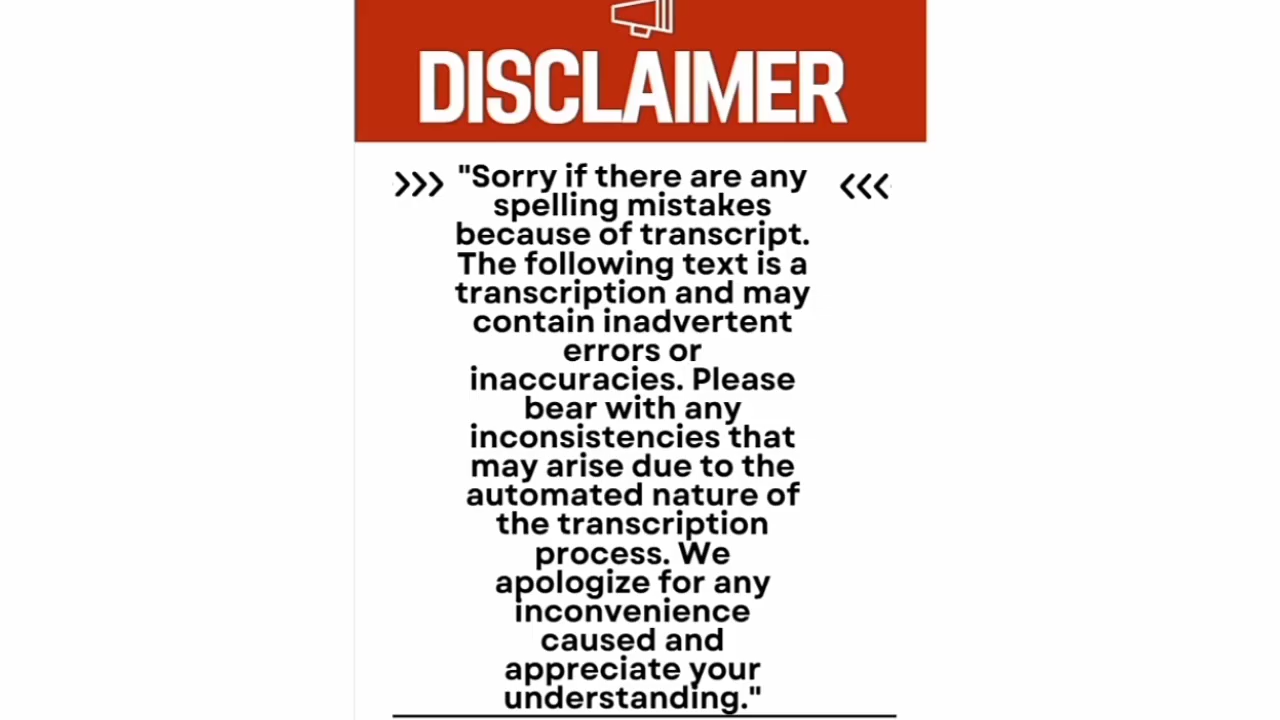 DISCLAIMER
>>> "Sorry if there are any <<<
spelling mistakes
because of transcript.
The following text is a
transcription and may
contain inadvertent
errors or
inaccuracies. Please
bear with any
inconsistencies that
may arise due to the
automated nature of
the transcription
process. We
apologize for any
inconvenience
caused and
appreciate your
understanding."